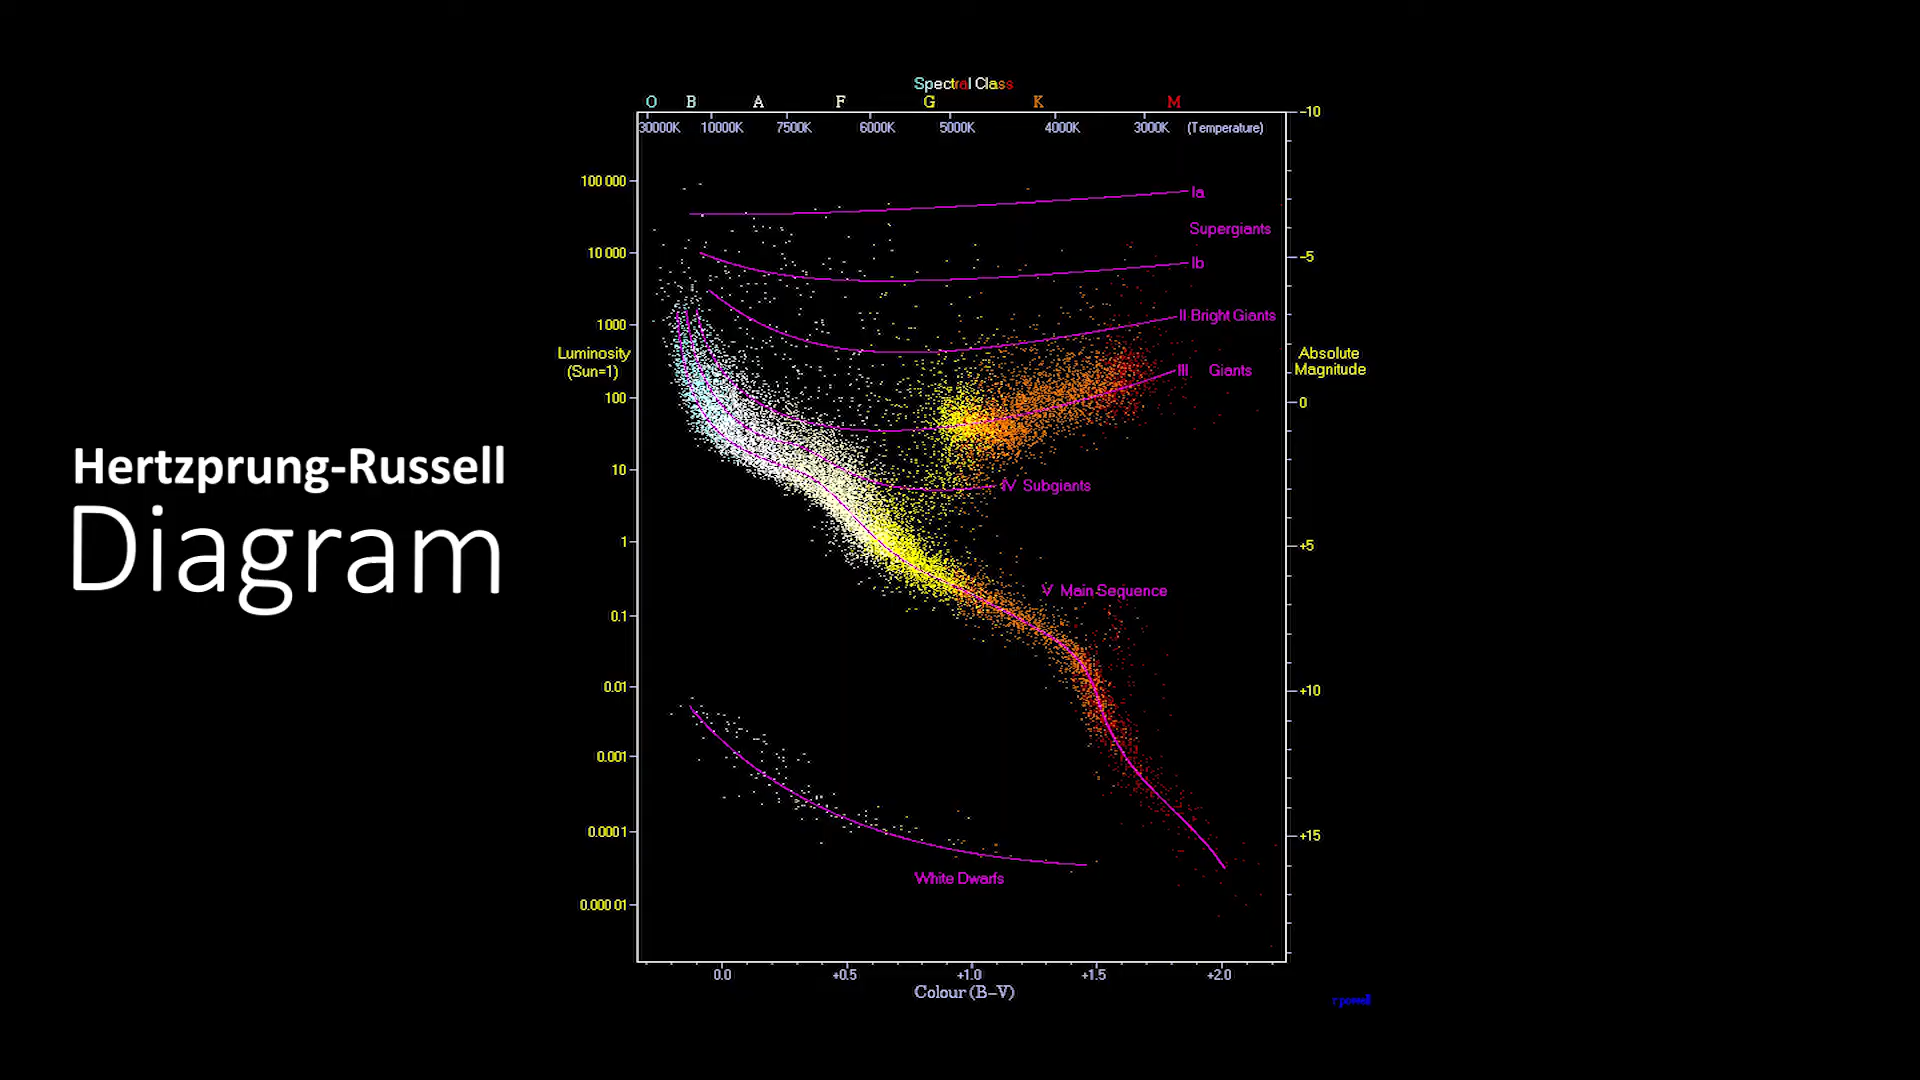 Hertzprung-Russell
Diagram
Spectral Class
O B A F G K M
30000K 10000K 7500K 6000K 5000K 4000K 3000K (Temperature)
-10
100 000
Ia
Supergiants
10 000
-5
Ib
1000
II Bright Giants
Luminosity
(Sun=1)
Absolute
Magnitude
III Giants
100
0
10
IV Subgiants
1
+5
V Main Sequence
0.1
0.01
+10
0.001
0.0001
+15
White Dwarfs
0.000 01
0.0 +0.5 +1.0 +1.5 +2.0
Colour (B-V)
r powell